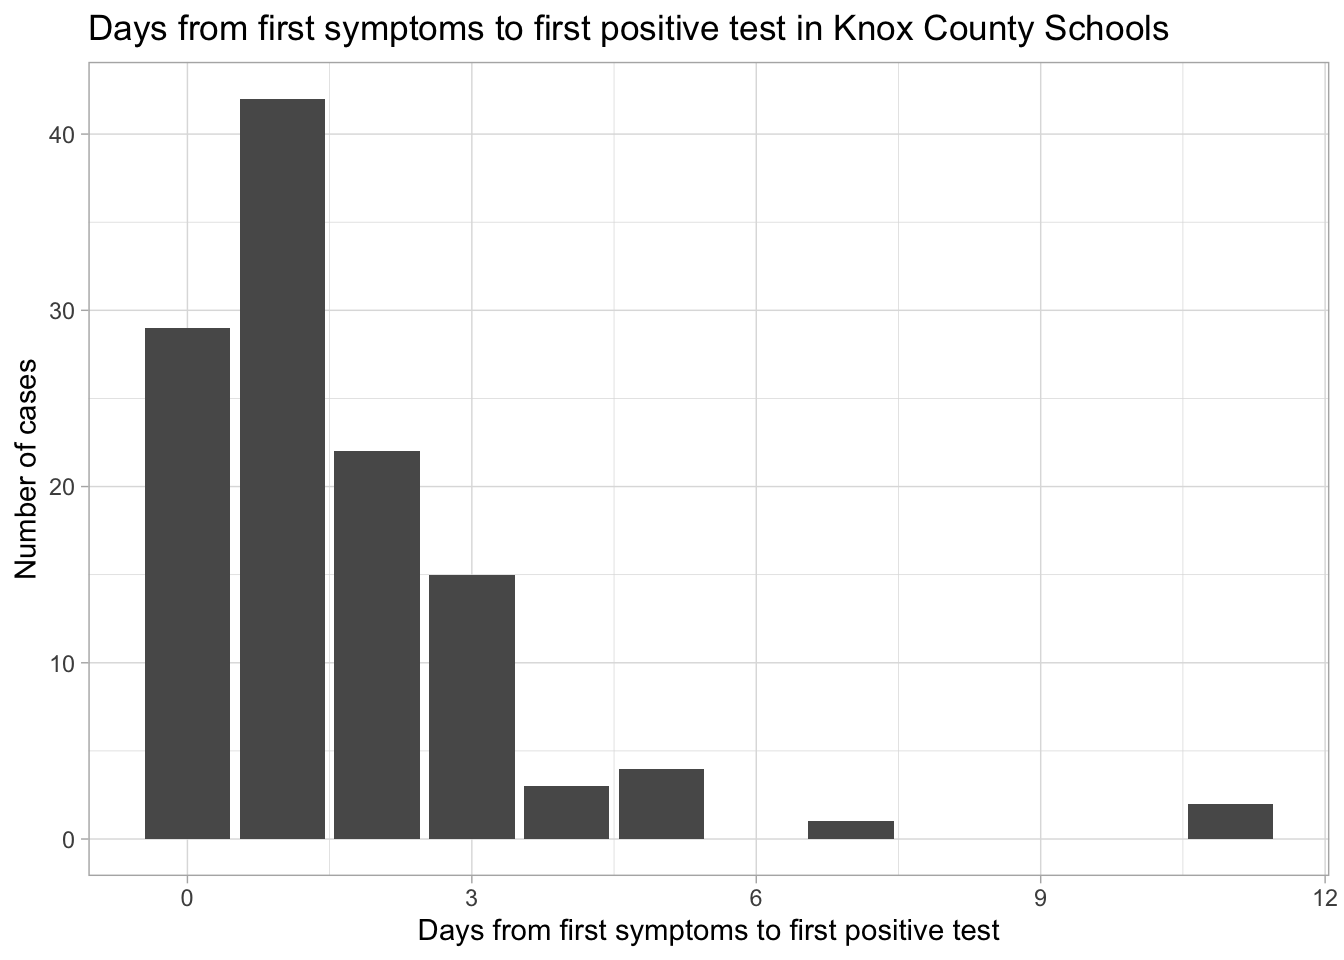 Days from first symptoms to first positive test in Knox County Schools
40
30
20
10
0
Number of cases
0 3 6 9 12
Days from first symptoms to first positive test